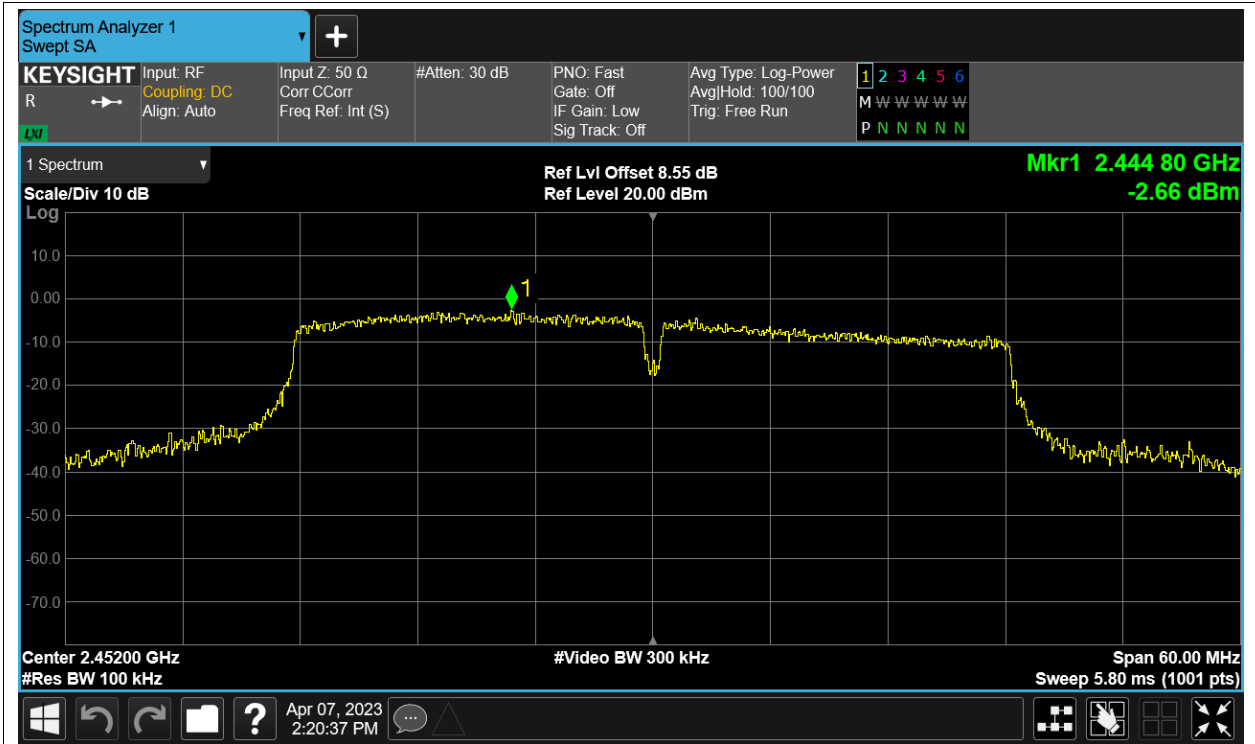 Spectrum Analyzer 1
Swept SA
+
KEYSIGHT
R
LXI
Input: RF
Coupling: DC
Align: Auto
Input Z: 50 Ω
Corr CCorr
Freq Ref: Int (S)
#Atten: 30 dB
PNO: Fast
Gate: Off
IF Gain: Low
Sig Track: Off
Avg Type: Log-Power
Avg|Hold: 100/100
Trig: Free Run
1 2 3 4 5 6
M W W W W W
P N N N N N
1 Spectrum
Scale/Div 10 dB
Log
Ref Lvl Offset 8.55 dB
Ref Level 20.00 dBm
Mkr1 2.444 80 GHz
-2.66 dBm
10.0
0.00
1
-10.0
-20.0
-30.0
-40.0
-50.0
-60.0
-70.0
Center 2.45200 GHz
#Video BW 300 kHz
Span 60.00 MHz
#Res BW 100 kHz
Sweep 5.80 ms (1001 pts)
?
Apr 07, 2023
2:20:37 PM